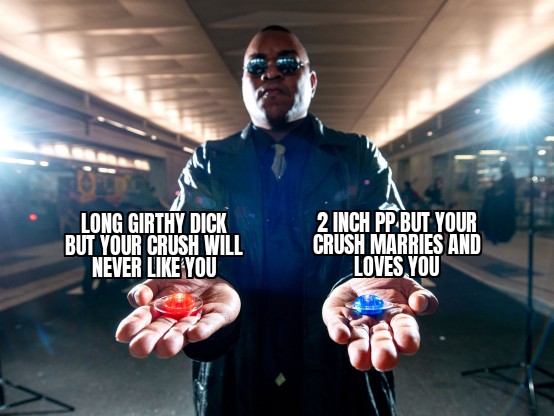 LONG GIRTHY DICK
BUT YOUR CRUSH WILL
NEVER LIKE YOU
2 INCH PP BUT YOUR
CRUSH MARRIES AND
LOVES YOU